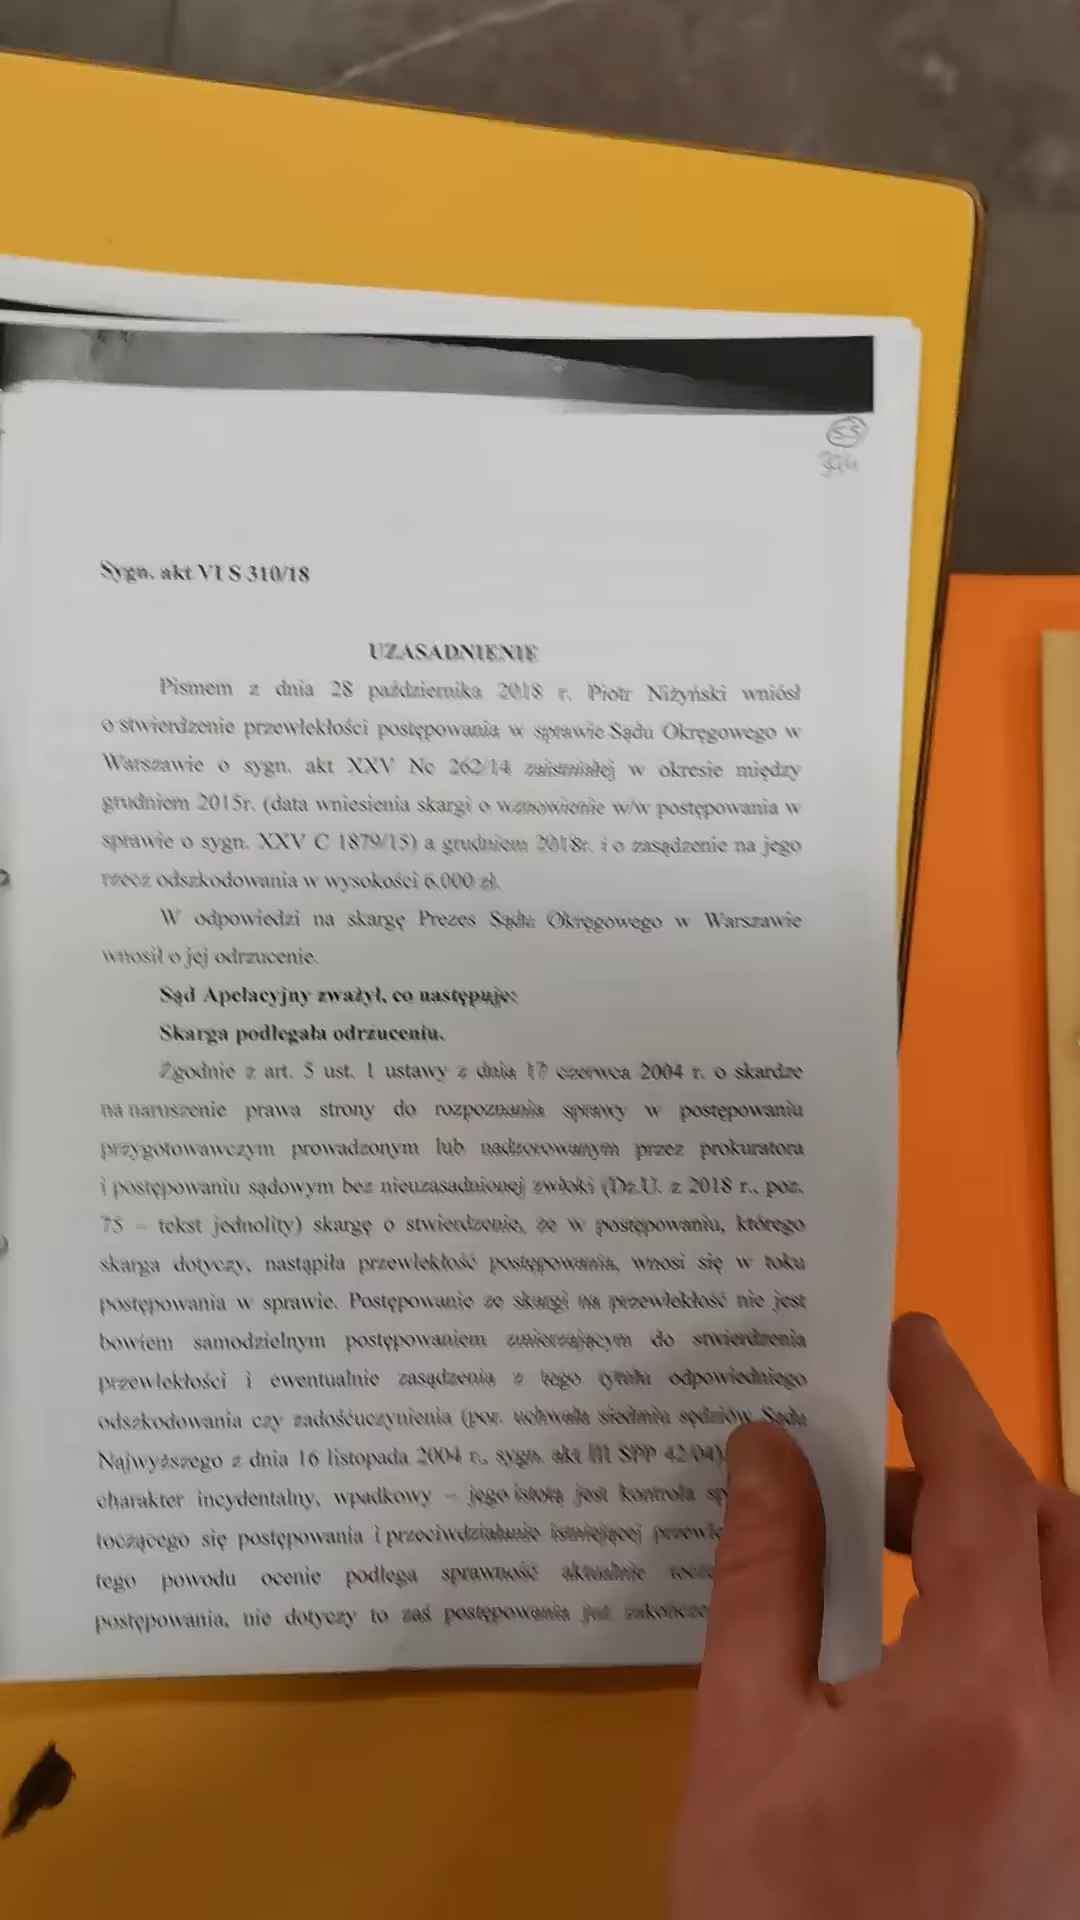 55
394
Sygn. akt VI S 310/18
UZASADNIENIE
Pismem z dnia 28 października 2018 r. Piotr Niżyński wniósł
o stwierdzenie przewlekłości postępowania w sprawie Sądu Okręgowego w
Warszawie o sygn. akt XXV Nc 262/14 zaistniałej w okresie między
grudniem 2015r. (data wniesienia skargi o wznowienie w/w postępowania w
sprawie o sygn. XXV C 1879/15) a grudniem 2018r. i o zasądzenie na jego
rzecz odszkodowania w wysokości 6.000 zł.
W odpowiedzi na skargę Prezes Sądu Okręgowego w Warszawie
wnosił o jej odrzucenie.
Sąd Apelacyjny zważył, co następuje:
Skarga podlegała odrzuceniu.
Zgodnie z art. 5 ust. 1 ustawy z dnia 17 czerwca 2004 r. o skardze
na naruszenie prawa strony do rozpoznania sprawy w postępowaniu
przygotowawczym prowadzonym lub nadzorowanym przez prokuratora
i postępowaniu sądowym bez nieuzasadnionej zwłoki (Dz.U. z 2018 r., poz.
75 – tekst jednolity) skargę o stwierdzenie, że w postępowaniu, którego
skarga dotyczy, nastąpiła przewlekłość postępowania, wnosi się w toku
postępowania w sprawie. Postępowanie ze skargi na przewlekłość nie jest
bowiem samodzielnym postępowaniem zmierzającym do stwierdzenia
przewlekłości i ewentualnie zasądzenia z tego tytułu odpowiedniego
odszkodowania czy zadośćuczynienia (por. uchwała siedmiu sędziów Sądu
Najwyższego z dnia 16 listopada 2004 r., sygn. akt III SPP 42/04)
charakter incydentalny, wpadkowy – jego istotą jest kontrola
toczącego się postępowania i przeciwdziałanie istniejącej
tego powodu ocenie podlega sprawność aktualnie
postępowania, nie dotyczy to zaś postępowania już